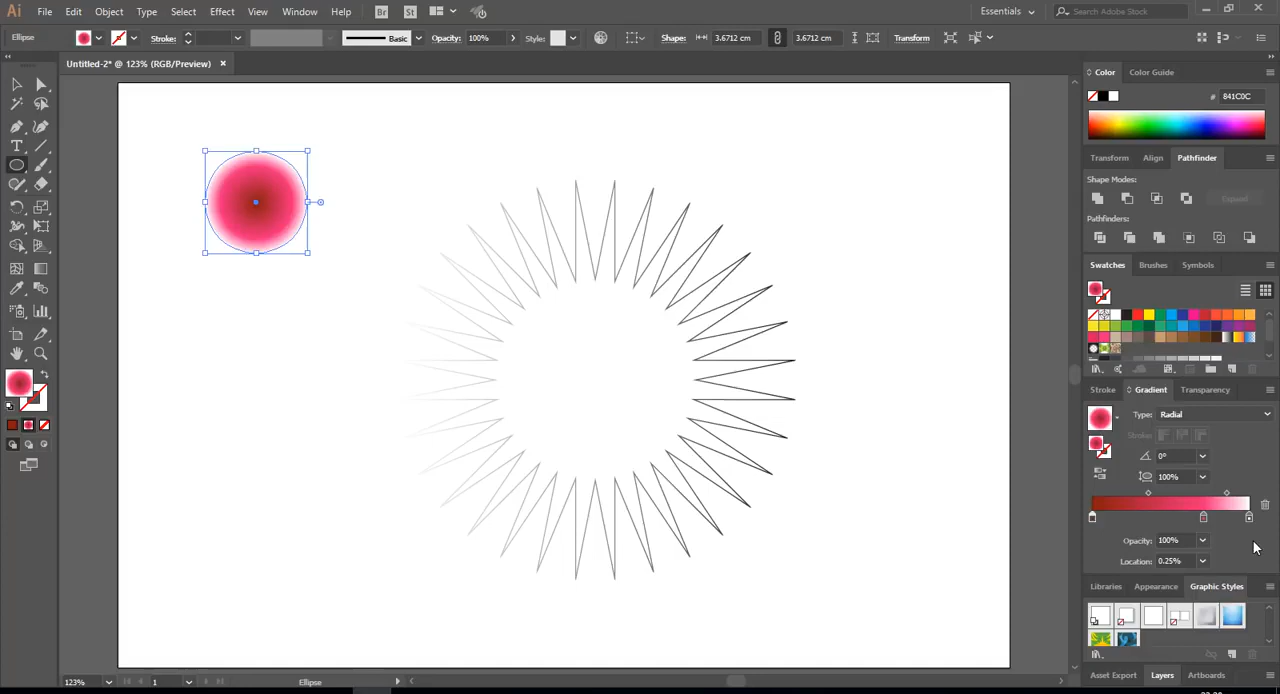 Ai File Edit Object Type Select Effect View Window Help Br St Essentials Search Adobe Stock
Ellipse Stroke: Basic Opacity: 100% Style: Shape: 3.6712 cm 3.6712 cm Transform
Untitled-2* @ 123% (RGB/Preview) ×
Color Color Guide
# 841C0C
Transform Align Pathfinder
Shape Modes:
Expand
Pathfinders:
Swatches Brushes Symbols
Stroke Gradient Transparency
Type: Radial
Stroke:
0°
100%
Opacity: 100%
Location: 0.25%
Libraries Appearance Graphic Styles
Asset Export Layers Artboards
123% 1 Ellipse